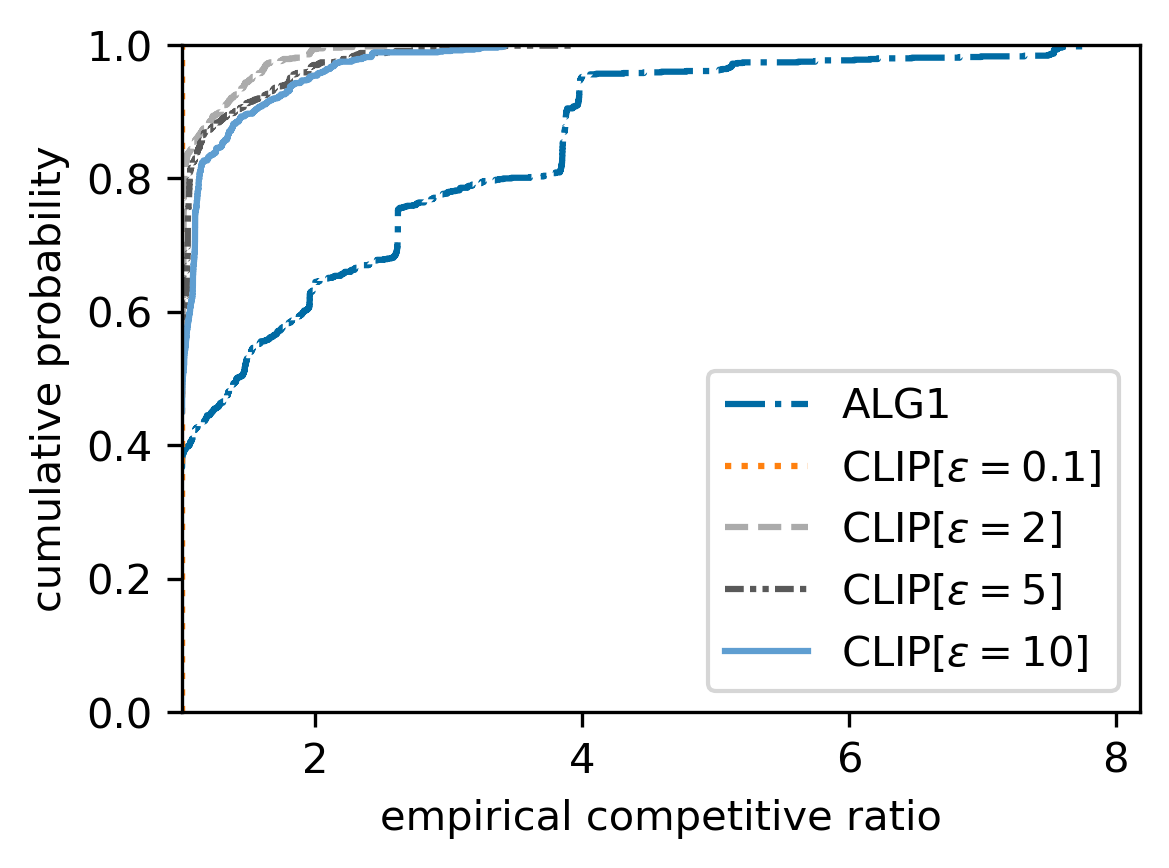 1.0
0.8
0.6
0.4
0.2
0.0
cumulative probability
2
4
6
8
empirical competitive ratio
ALG1
CLIP[ε = 0.1]
CLIP[ε = 2]
CLIP[ε = 5]
CLIP[ε = 10]